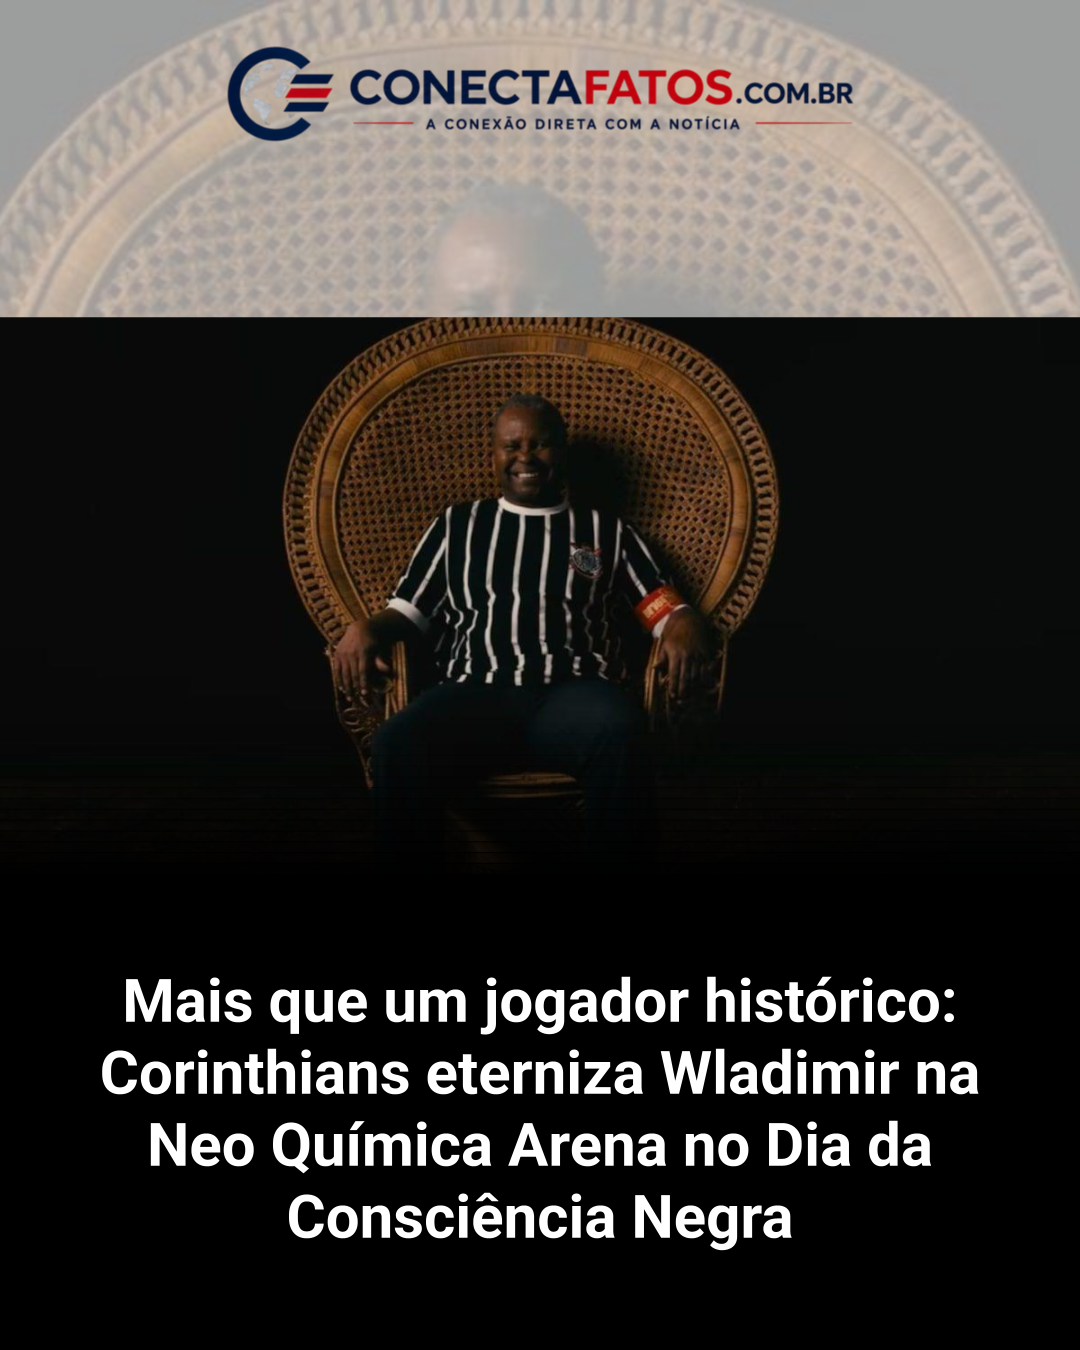 CONECTAFATOS.COM.BR
A CONEXÃO DIRETA COM A NOTÍCIA
Mais que um jogador histórico:
Corinthians eterniza Wladimir na
Neo Química Arena no Dia da
Consciência Negra